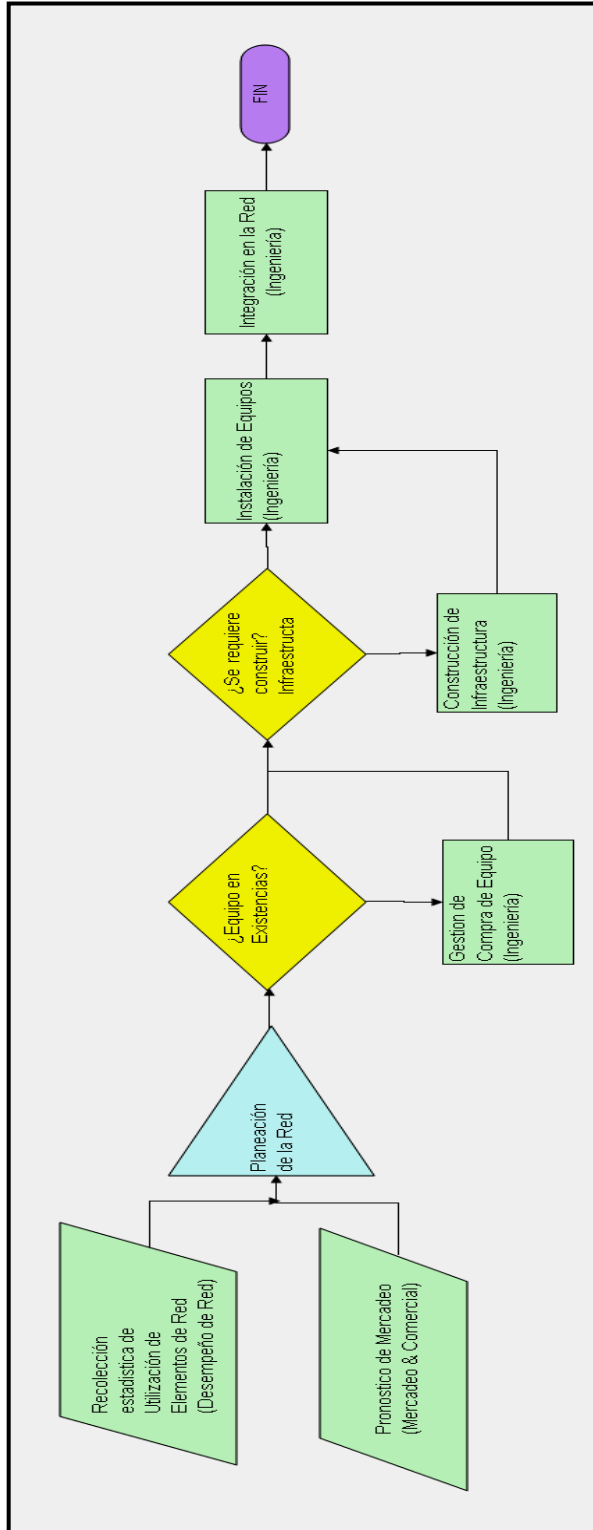 Recolección
estadistica de
Utilización de
Elementos de Red
(Desempeño de Red)
Pronostico de Mercadeo
(Mercadeo & Comercial)
Planeación
de la Red
¿Equipo en
Existencias?
Gestion de
Compra de Equipo
(Ingeniería)
¿Se requiere
construir?
Infraestructa
Construcción de
Infraestructura
(Ingeniería)
Instalación de Equipos
(Ingeniería)
Integración en la Red
(Ingeniería)
FIN